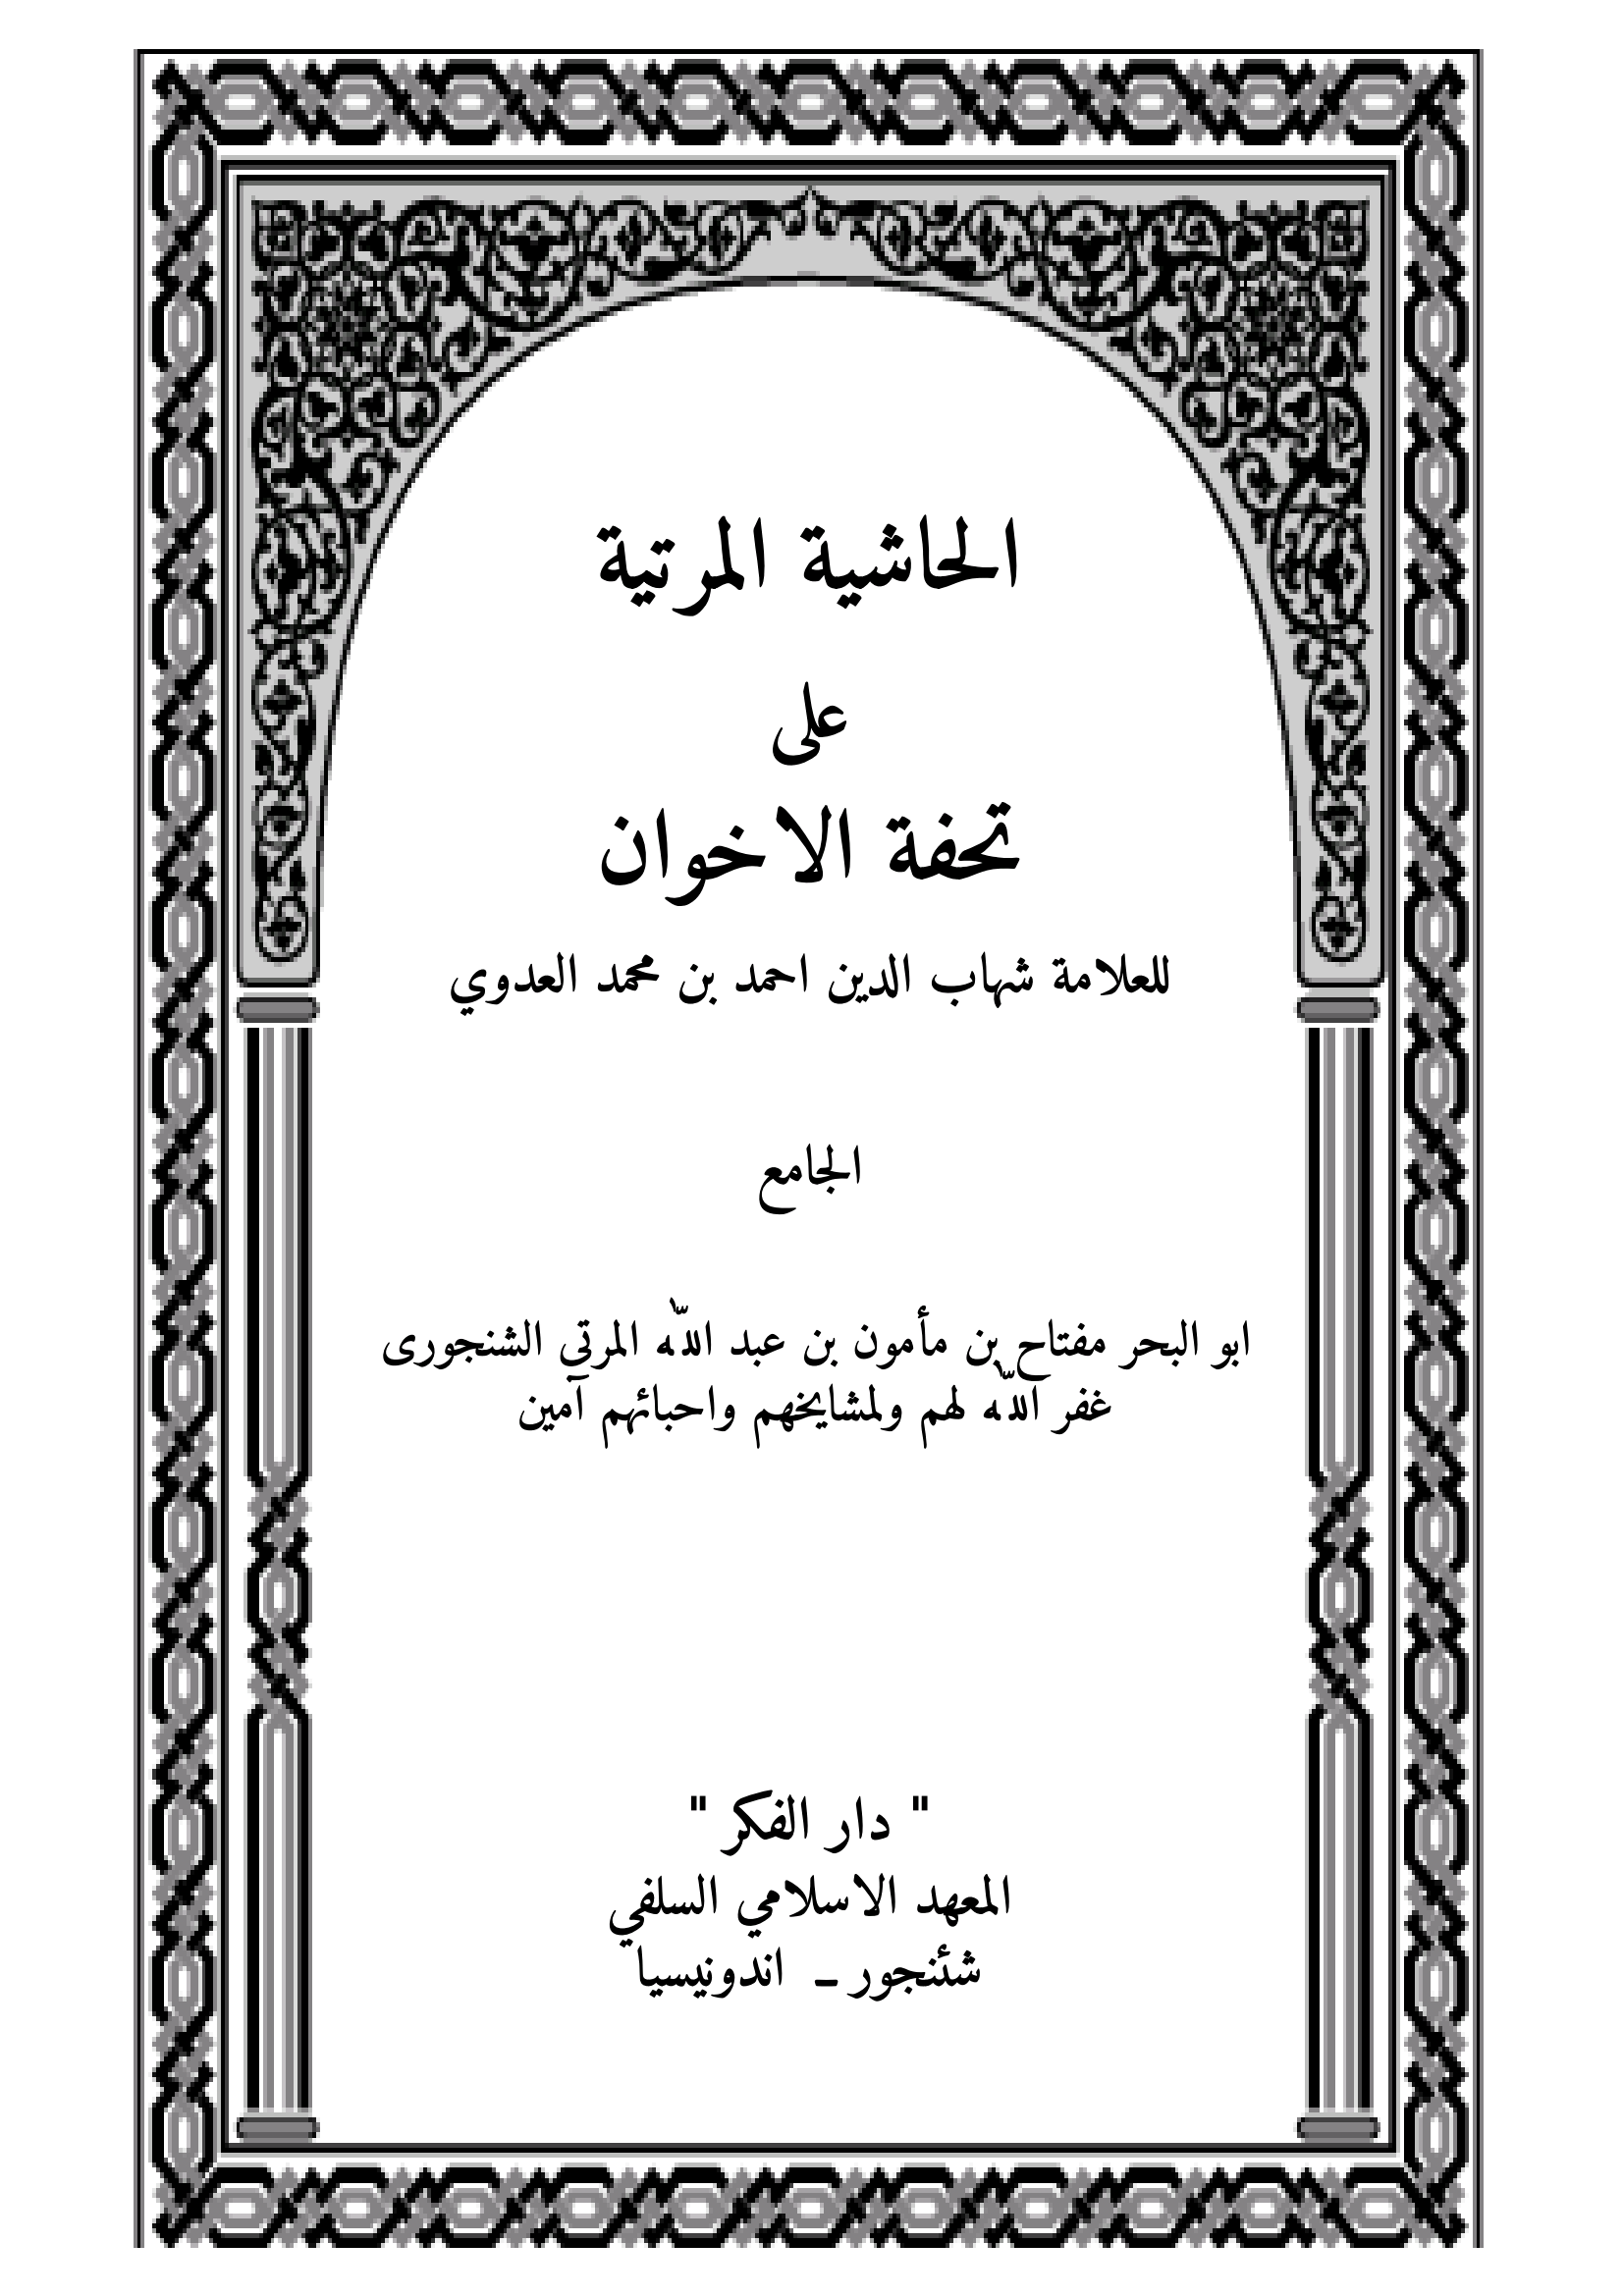 الحاشية المرتية
على
تحفة الاخوان
للعلامة شهاب الدين احمد بن محمد العدوي
الجامع
ابو البحر مفتاح بن مأمون بن عبد الله المرتى الشنجورى
غفر الله لهم ولمشايخهم واحبائهم آمين
" دار الفكر "
المعهد الاسلامي السلفي
شئنجور ـ اندونيسيا